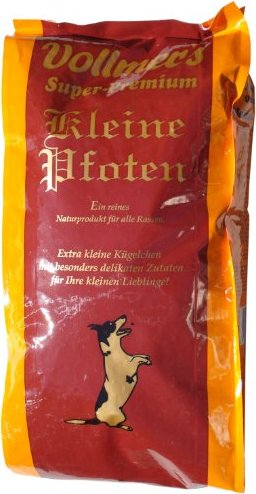 Vollmer's
Super-premium
Kleine
Pfoten
Ein reines
Naturprodukt für alle Rassen.
Extra kleine Kügelchen
mit besonders delikaten Zutaten
für Ihre kleinen Lieblinge!